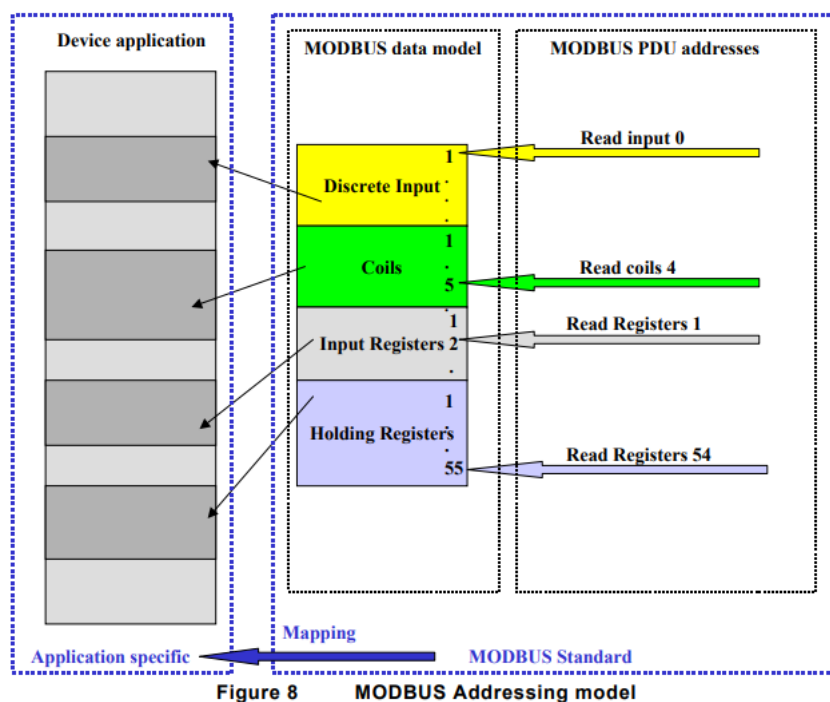 Device application
MODBUS data model
MODBUS PDU addresses
Read input 0
1
.
Discrete Input .
.
.
1
Coils .
5
Read coils 4
.
1
Input Registers 2
.
Read Registers 1
1
.
Holding Registers
.
55
Read Registers 54
Mapping
Application specific
MODBUS Standard
Figure 8 MODBUS Addressing model